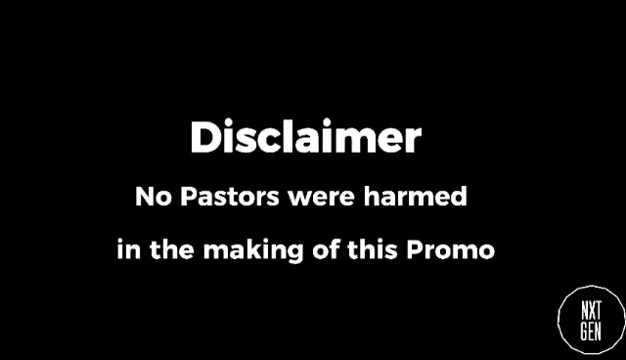 Disclaimer
No Pastors were harmed
in the making of this Promo
NXT
GEN